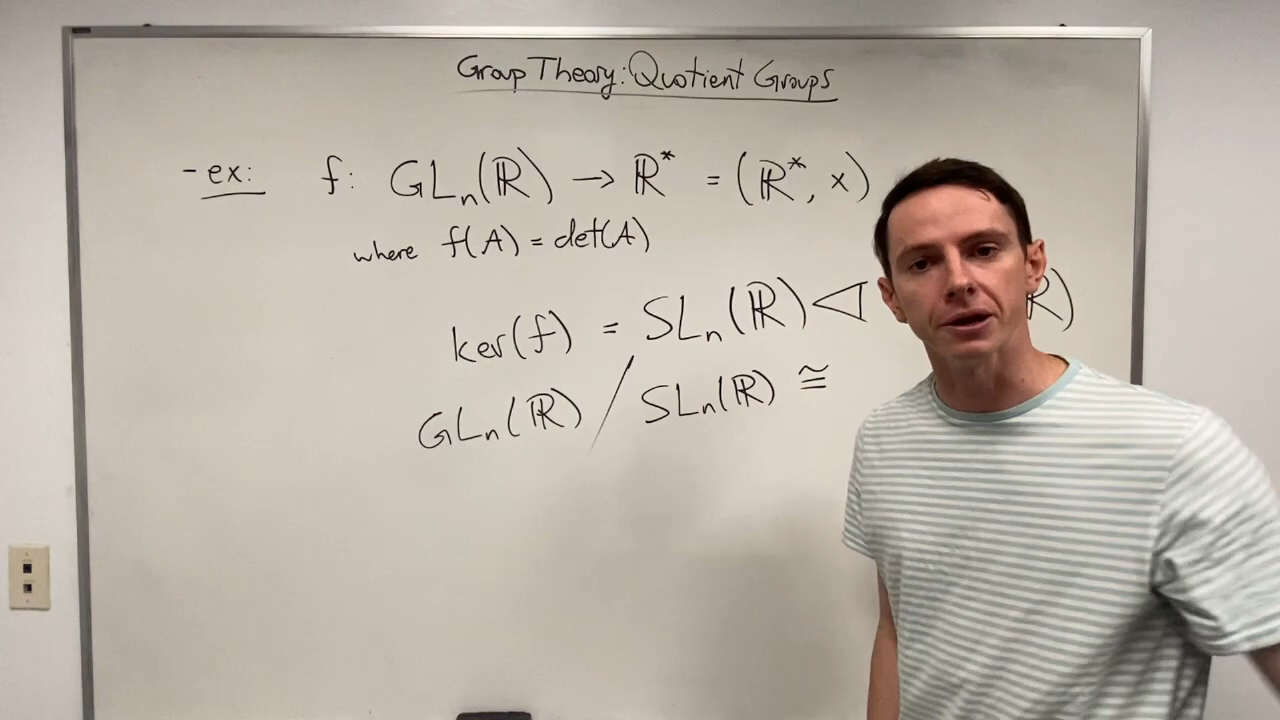 Group Theory: Quotient Groups
- ex: f: GLn(ℝ) → ℝ* = (ℝ*, ×)
where f(A) = det(A)
ker(f) = SLn(ℝ) ◁ ℝ)
GLn(ℝ) / SLn(ℝ) ≅